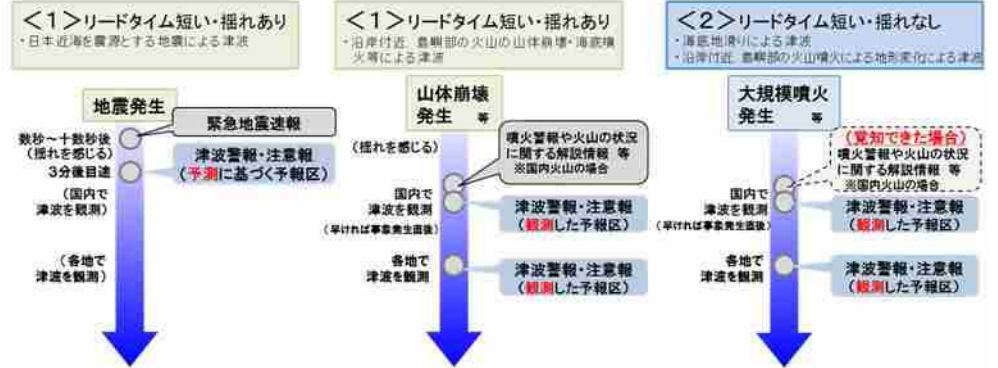 ＜1＞リードタイム短い・揺れあり
・日本近海を震源とする地震による津波
地震発生
数秒～十数秒後
(揺れを感じる)
緊急地震速報
3分後目途
津波警報・注意報
(予測に基づく予報区)
(国内で
津波を観測)
(各地で
津波を観測)
＜1＞リードタイム短い・揺れあり
・沿岸付近、島嶼部の火山の山体崩壊・海底噴
火等による津波
山体崩壊
発生 等
(揺れを感じる)
噴火警報や火山の状況
に関する解説情報 等
※国内火山の場合
国内で
津波を観測
(早ければ事象発生直後)
津波警報・注意報
(観測した予報区)
各地で
津波を観測
津波警報・注意報
(観測した予報区)
＜2＞リードタイム短い・揺れなし
・海底地滑りによる津波
・沿岸付近、島嶼部の火山噴火による地形変化による津波
大規模噴火
発生 等
(覚知できた場合)
噴火警報や火山の状況
に関する解説情報 等
※国内火山の場合
国内で
津波を観測
(早ければ事象発生直後)
津波警報・注意報
(観測した予報区)
各地で
津波を観測
津波警報・注意報
(観測した予報区)